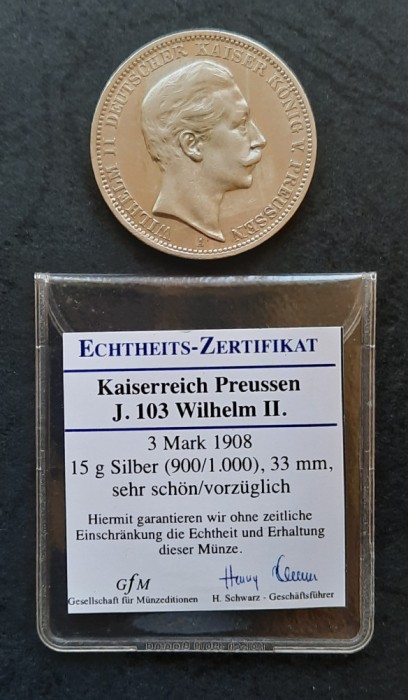 WILHELM II DEUTSCHER KAISER KÖNIG V. PREUSSEN
A
ECHTHEITS-ZERTIFIKAT
Kaiserreich Preussen
J. 103 Wilhelm II.
3 Mark 1908
15 g Silber (900/1.000), 33 mm,
sehr schön/vorzüglich
Hiermit garantieren wir ohne zeitliche
Einschränkung die Echtheit und Erhaltung
dieser Münze.
GfM
Gesellschaft für Münzeditionen H. Schwarz - Geschäftsführer